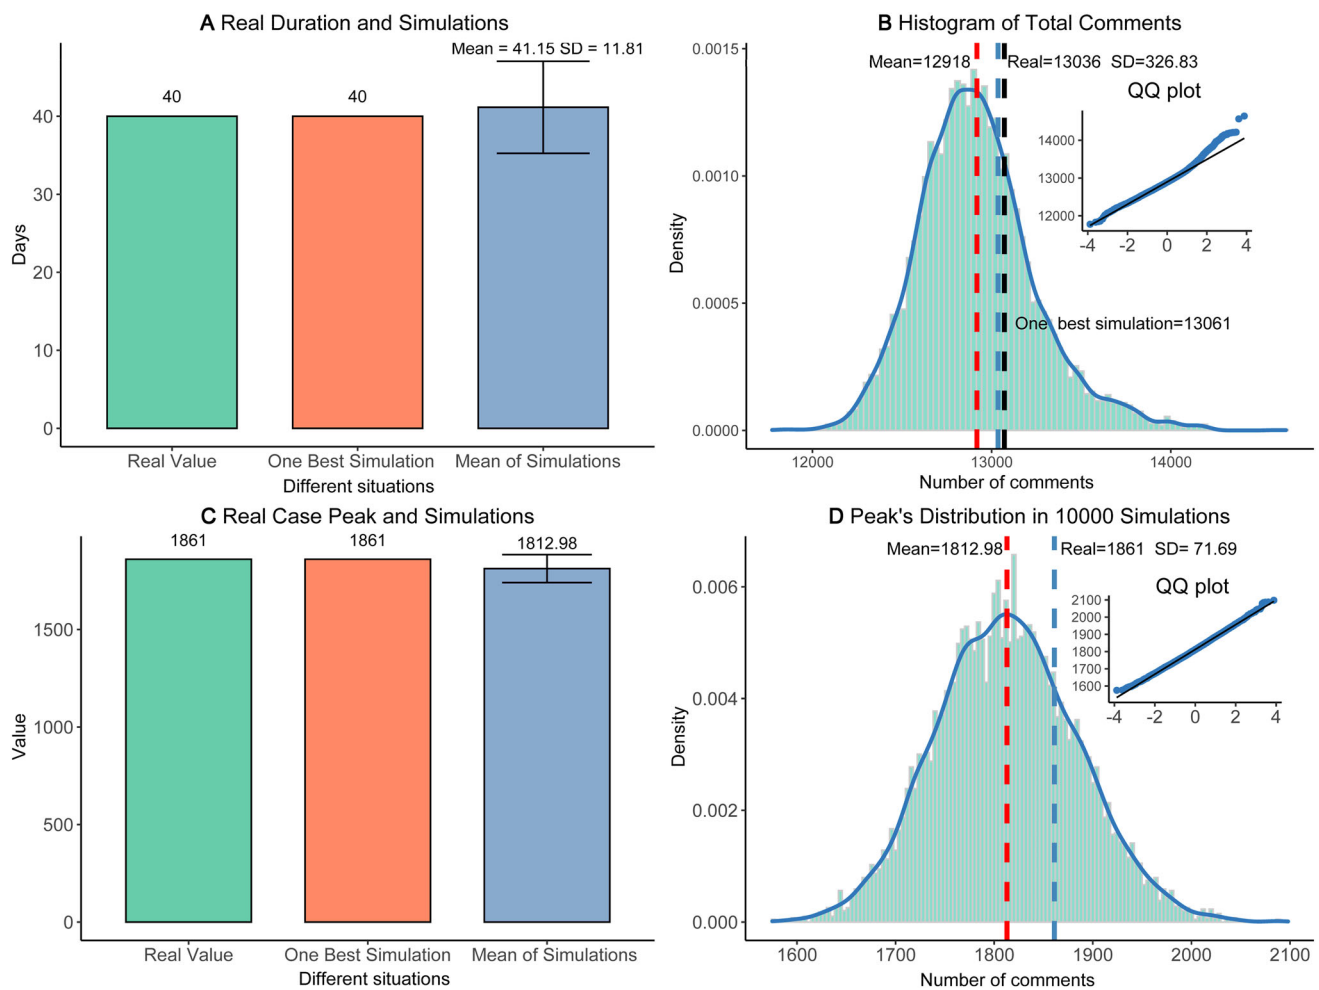 A Real Duration and Simulations
Mean = 41.15 SD = 11.81
40
40
40
30
20
10
0
Days
Real Value
One Best Simulation
Mean of Simulations
Different situations
B Histogram of Total Comments
Mean=12918
Real=13036 SD=326.83
QQ plot
14000
13000
12000
-4
-2
0
2
4
One best simulation=13061
0.0015
0.0010
0.0005
0.0000
Density
12000
13000
14000
Number of comments
C Real Case Peak and Simulations
1861
1861
1812.98
1500
1000
500
0
Value
Real Value
One Best Simulation
Mean of Simulations
Different situations
D Peak's Distribution in 10000 Simulations
Mean=1812.98
Real=1861 SD= 71.69
QQ plot
2100
2000
1900
1800
1700
1600
-4
-2
0
2
4
0.006
0.004
0.002
0.000
Density
1600
1700
1800
1900
2000
2100
Number of comments